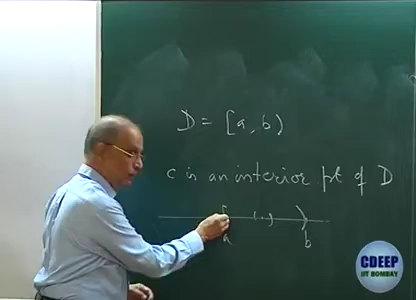 D = [a, b)
c is an interior pt of D
[ ( ) )
a b
CDEEP
IIT BOMBAY